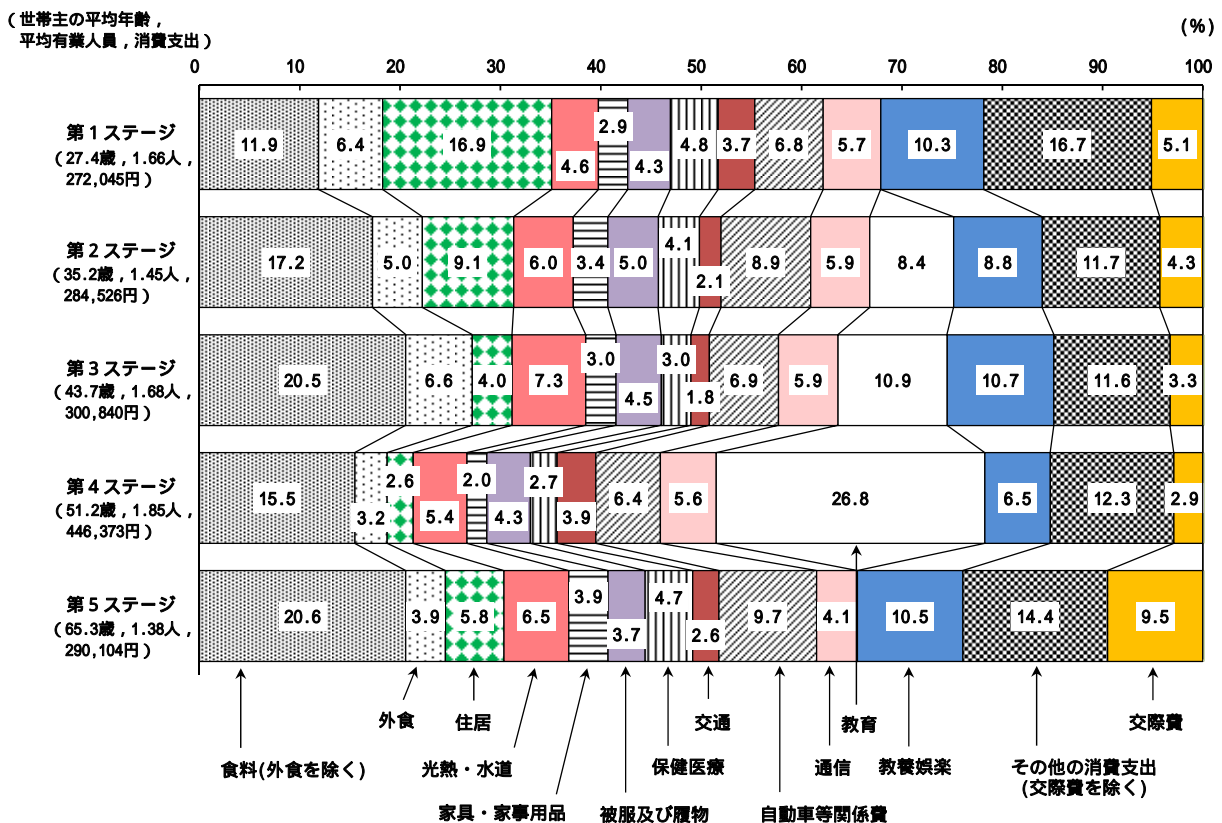 （世帯主の平均年齢，
平均有業人員，消費支出）
(％)
0 10 20 30 40 50 60 70 80 90 100
第１ステージ
（27.4歳，1.66人，
272,045円）
11.9 6.4 16.9 4.6 2.9 4.3 4.8 3.7 6.8 5.7 10.3 16.7 5.1
第２ステージ
（35.2歳，1.45人，
284,526円）
17.2 5.0 9.1 6.0 3.4 5.0 4.1 2.1 8.9 5.9 8.4 8.8 11.7 4.3
第３ステージ
（43.7歳，1.68人，
300,840円）
20.5 6.6 4.0 7.3 3.0 4.5 3.0 1.8 6.9 5.9 10.9 10.7 11.6 3.3
第４ステージ
（51.2歳，1.85人，
446,373円）
15.5 3.2 2.6 5.4 2.0 4.3 2.7 3.9 6.4 5.6 26.8 6.5 12.3 2.9
第５ステージ
（65.3歳，1.38人，
290,104円）
20.6 3.9 5.8 6.5 3.9 3.7 4.7 2.6 9.7 4.1 10.5 14.4 9.5
外食 住居 交通 教育 交際費
食料(外食を除く) 光熱・水道 保健医療 通信 教養娯楽 その他の消費支出
(交際費を除く)
家具・家事用品 被服及び履物 自動車等関係費